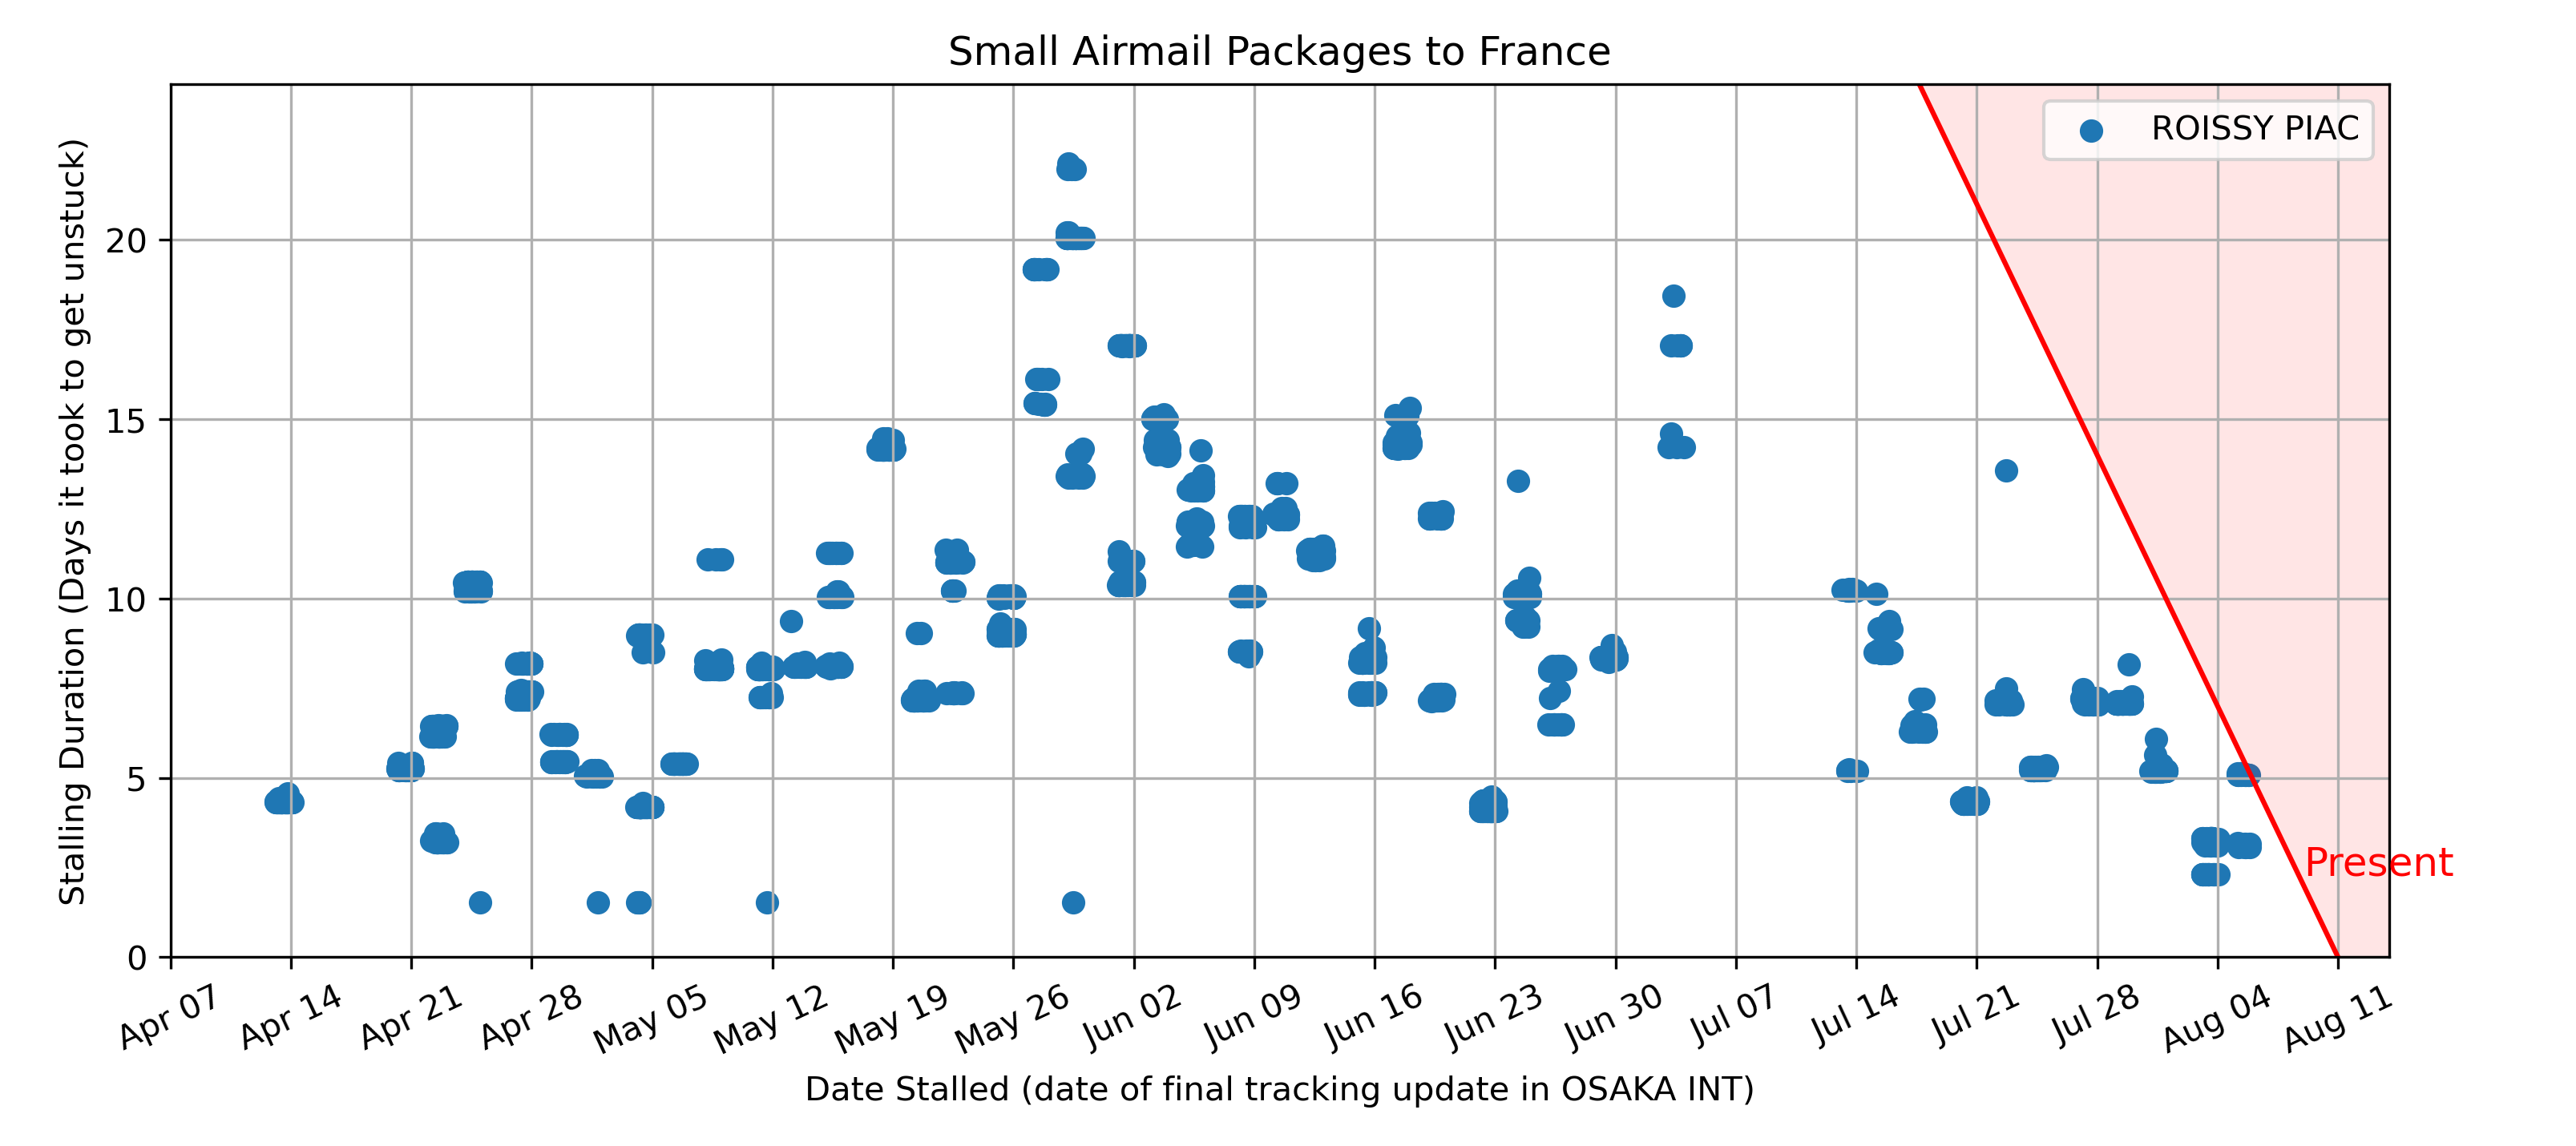 Small Airmail Packages to France
ROISSY PIAC
Stalling Duration (Days it took to get unstuck)
20
15
10
5
0
Present
Apr 07
Apr 14
Apr 21
Apr 28
May 05
May 12
May 19
May 26
Jun 02
Jun 09
Jun 16
Jun 23
Jun 30
Jul 07
Jul 14
Jul 21
Jul 28
Aug 04
Aug 11
Date Stalled (date of final tracking update in OSAKA INT)